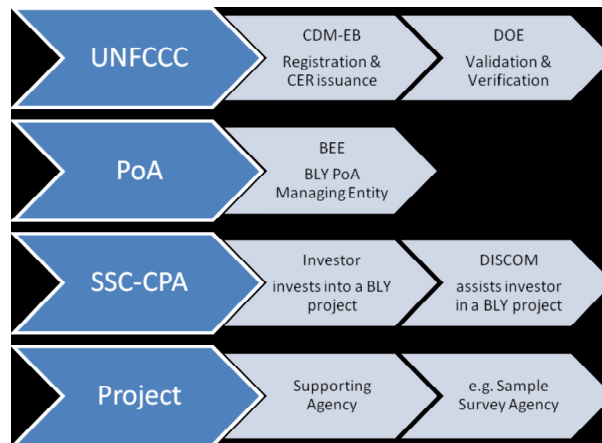 UNFCCC
CDM-EB
Registration &
CER issuance
DOE
Validation &
Verification
PoA
BEE
BLY PoA
Managing Entity
SSC-CPA
Investor
invests into a BLY
project
DISCOM
assists investor
in a BLY project
Project
Supporting
Agency
e.g. Sample
Survey Agency